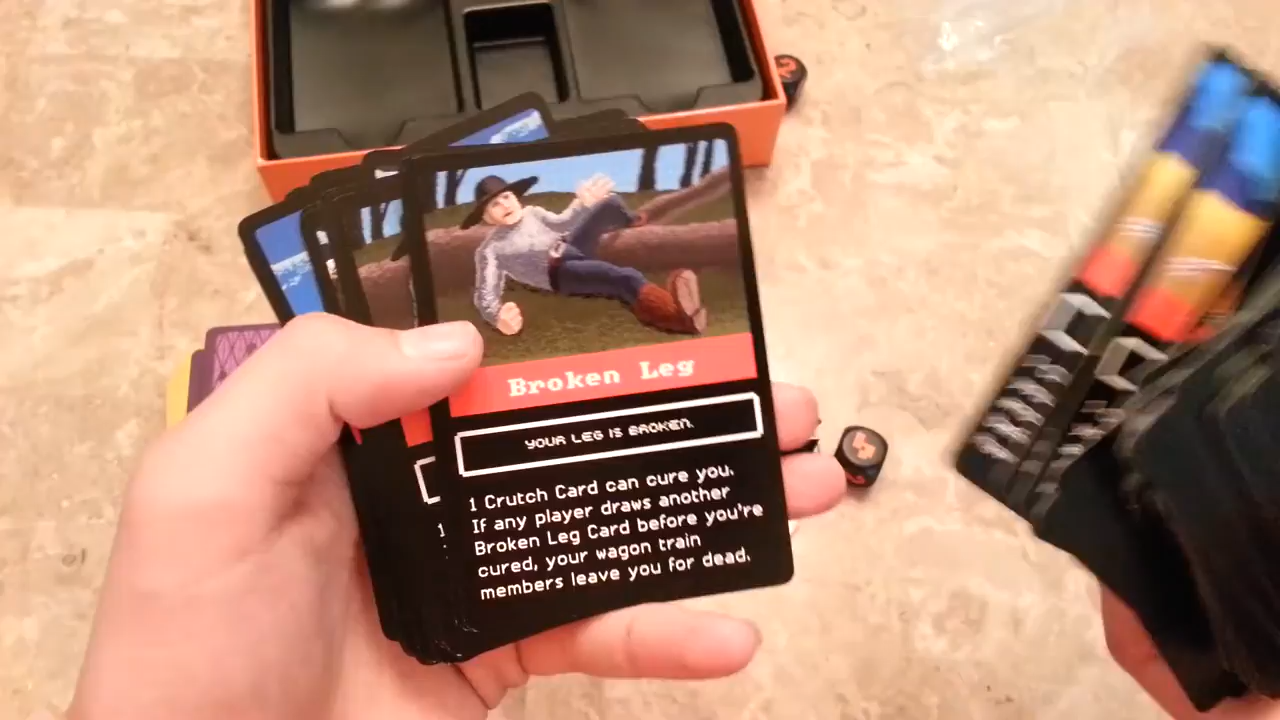 Broken Leg
YOUR LEG IS BROKEN.
1 Crutch Card can cure you.
If any player draws another
Broken Leg Card before you're
cured, your wagon train
members leave you for dead.
1